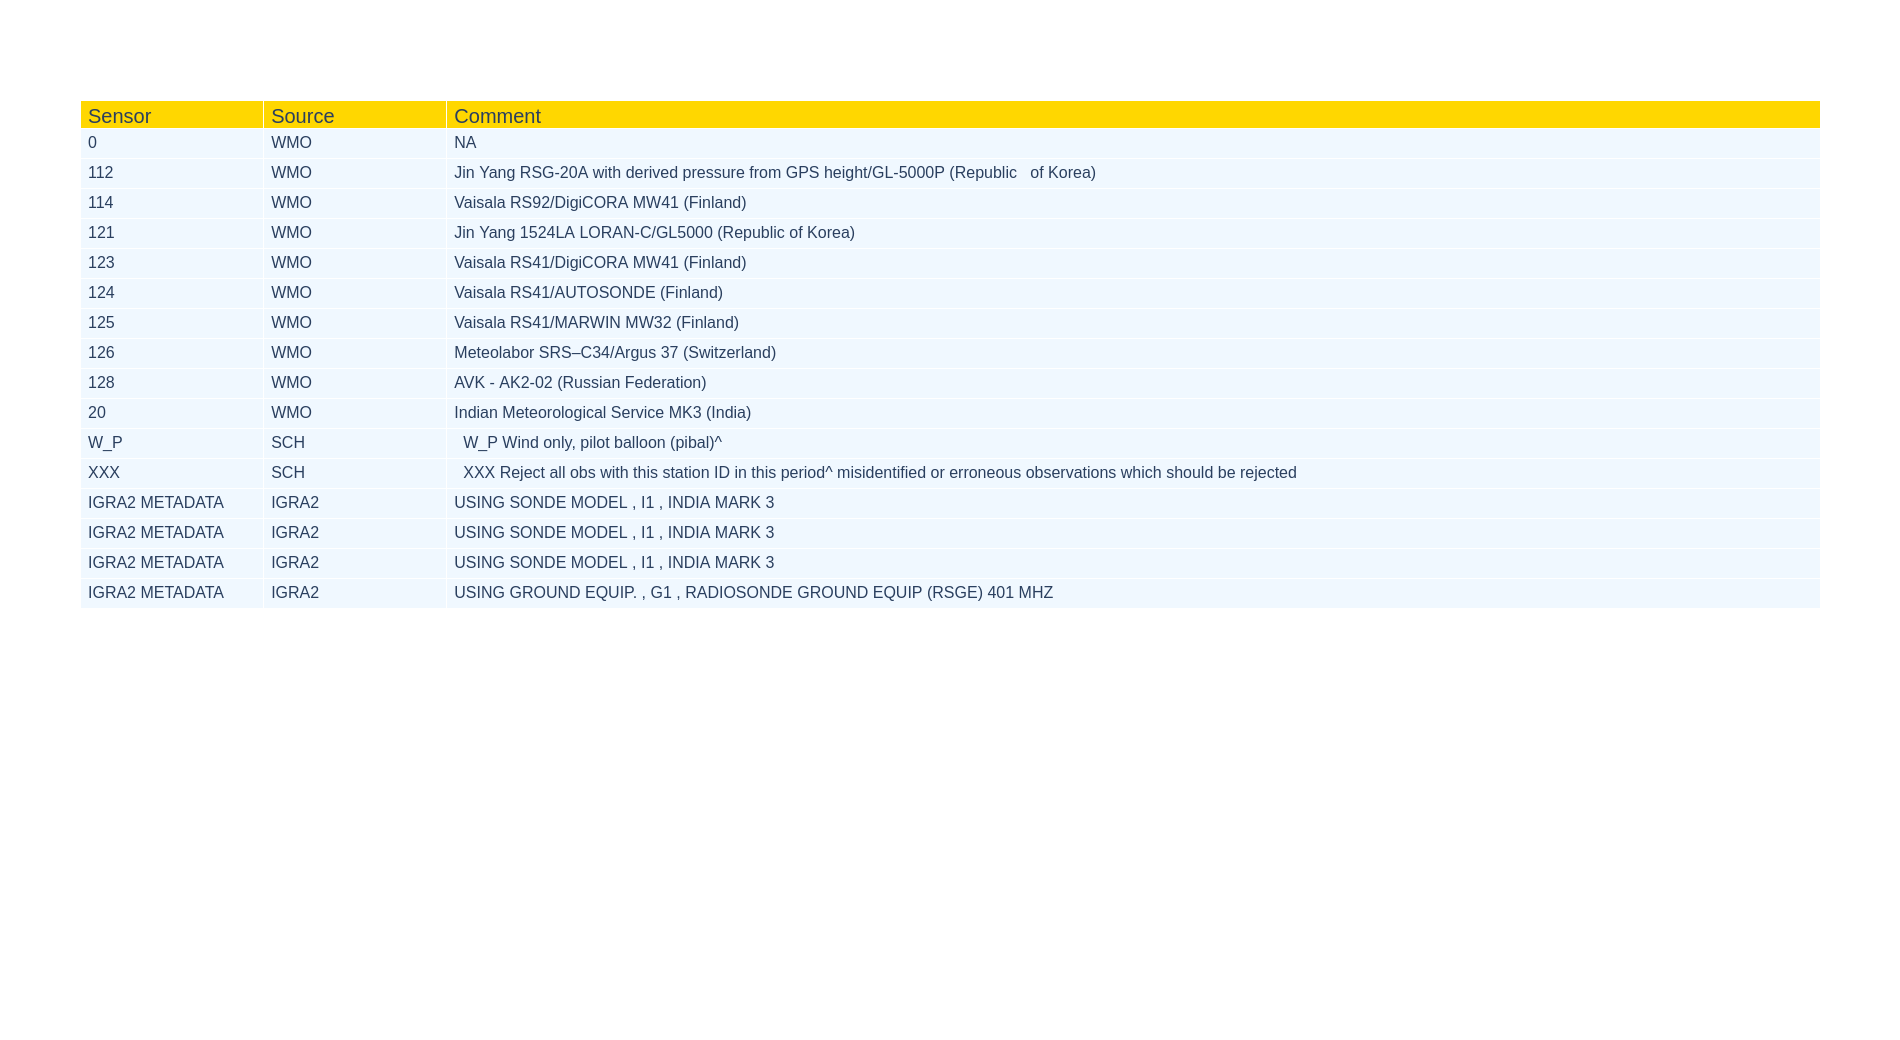 Sensor Source Comment
0 WMO NA
112 WMO Jin Yang RSG-20A with derived pressure from GPS height/GL-5000P (Republic   of Korea)
114 WMO Vaisala RS92/DigiCORA MW41 (Finland)
121 WMO Jin Yang 1524LA LORAN-C/GL5000 (Republic of Korea)
123 WMO Vaisala RS41/DigiCORA MW41 (Finland)
124 WMO Vaisala RS41/AUTOSONDE (Finland)
125 WMO Vaisala RS41/MARWIN MW32 (Finland)
126 WMO Meteolabor SRS–C34/Argus 37 (Switzerland)
128 WMO AVK - AK2-02 (Russian Federation)
20 WMO Indian Meteorological Service MK3 (India)
W_P SCH W_P Wind only, pilot balloon (pibal)^
XXX SCH XXX Reject all obs with this station ID in this period^ misidentified or erroneous observations which should be rejected
IGRA2 METADATA IGRA2 USING SONDE MODEL , I1 , INDIA MARK 3
IGRA2 METADATA IGRA2 USING SONDE MODEL , I1 , INDIA MARK 3
IGRA2 METADATA IGRA2 USING SONDE MODEL , I1 , INDIA MARK 3
IGRA2 METADATA IGRA2 USING GROUND EQUIP. , G1 , RADIOSONDE GROUND EQUIP (RSGE) 401 MHZ